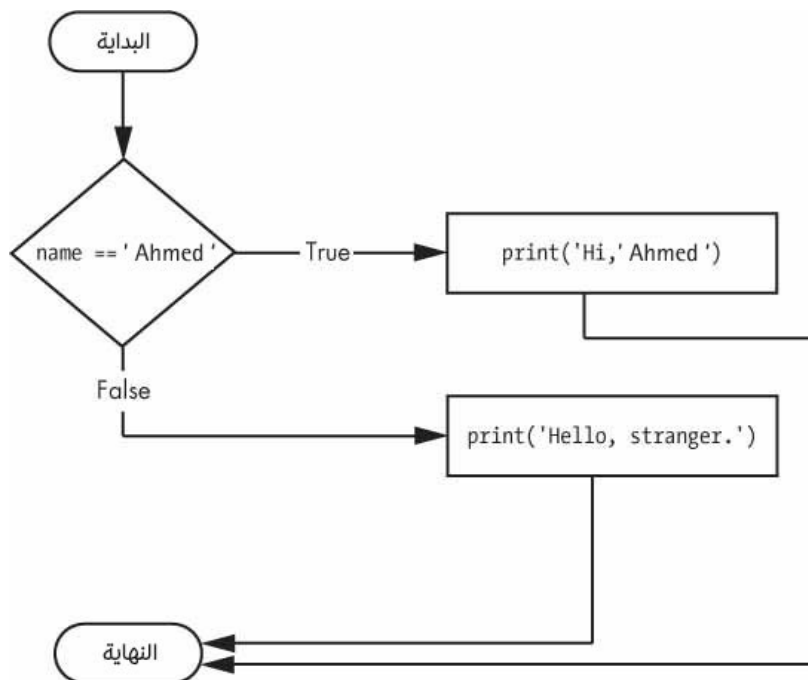 البداية
name == ' Ahmed '
True
print('Hi,' Ahmed ')
False
print('Hello, stranger.')
النهاية